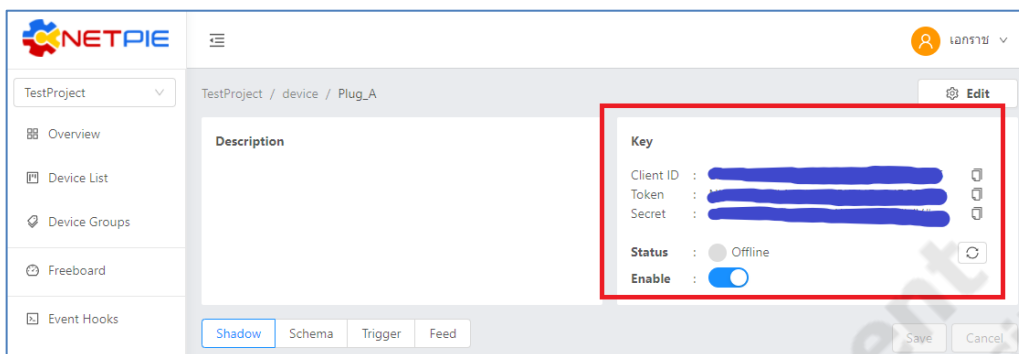 NETPIE
เอกราช
TestProject
TestProject / device / Plug_A
Edit
Overview
Device List
Device Groups
Freeboard
Event Hooks
Description
Key
Client ID :
Token :
Secret :
Status : Offline
Enable :
Shadow Schema Trigger Feed
Save Cancel